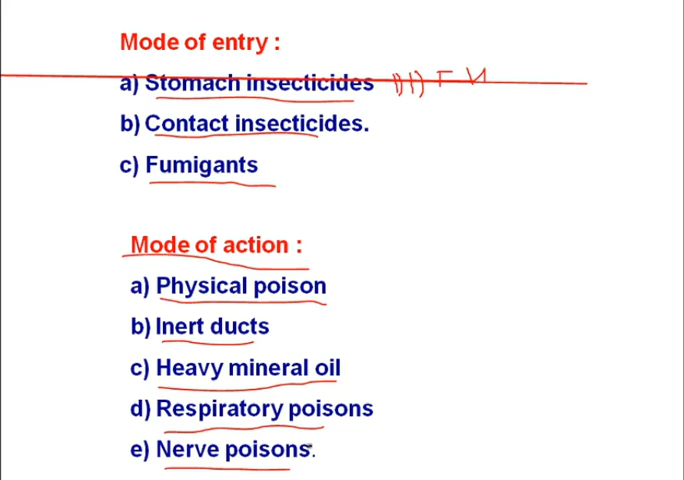 Mode of entry :
a) Stomach insecticides
b) Contact insecticides.
c) Fumigants
Mode of action :
a) Physical poison
b) Inert ducts
c) Heavy mineral oil
d) Respiratory poisons
e) Nerve poisons.